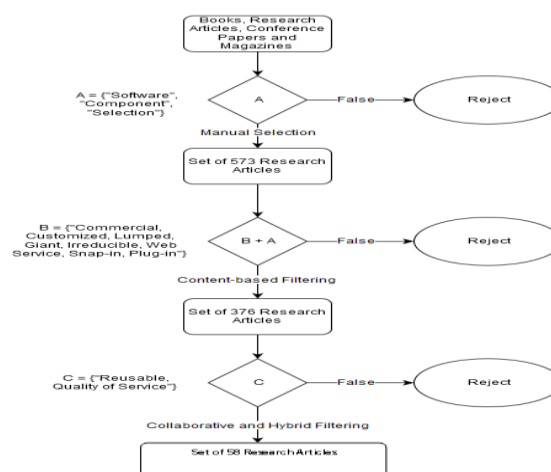 Books, Research
Articles, Conference
Papers and
Magazines
A = {"Software",
"Component",
"Selection"}
A
False
Reject
Manual Selection
Set of 573 Research
Articles
B = {"Commercial,
Customized, Lumped,
Giant, Irreducible, Web
Service, Snap-in, Plug-in"}
B + A
False
Reject
Content-based Filtering
Set of 376 Research
Articles
C = {"Reusable,
Quality of Service"}
C
False
Reject
Collaborative and Hybrid Filtering
Set of 58 Research Articles